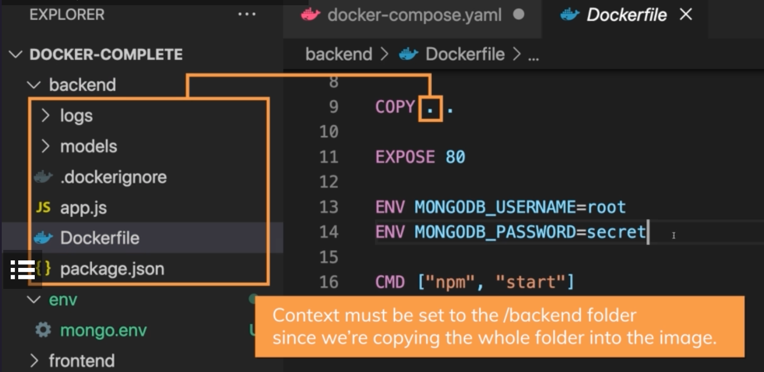 EXPLORER
...
docker-compose.yaml
Dockerfile
DOCKER-COMPLETE
backend > Dockerfile > ...
backend
logs
models
.dockerignore
JS app.js
Dockerfile
{} package.json
env
mongo.env
frontend
8
9 COPY . .
10
11 EXPOSE 80
12
13 ENV MONGODB_USERNAME=root
14 ENV MONGODB_PASSWORD=secret
15
16 CMD ["npm", "start"]
Context must be set to the /backend folder
since we're copying the whole folder into the image.